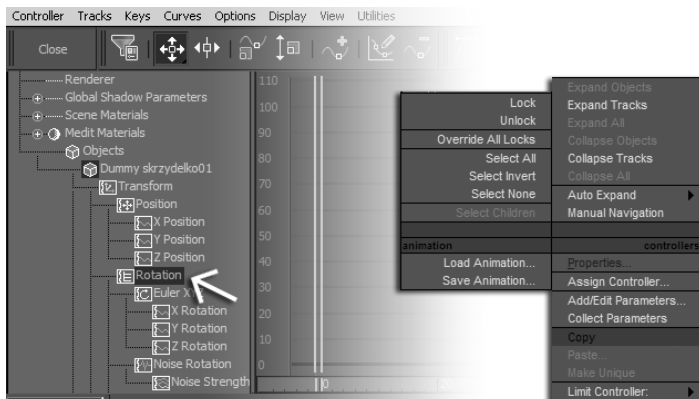 Controller Tracks Keys Curves Options Display View Utilities
Close
Renderer
Global Shadow Parameters
Scene Materials
Medit Materials
Objects
Dummy skrzydelko01
Transform
Position
X Position
Y Position
Z Position
Rotation
Euler XYZ
X Rotation
Y Rotation
Z Rotation
Noise Rotation
Noise Strength
110
100
90
80
70
60
50
40
30
20
10
0
0
20
Lock
Unlock
Override All Locks
Select All
Select Invert
Select None
Select Children
animation
Load Animation...
Save Animation...
Expand Objects
Expand Tracks
Expand All
Collapse Objects
Collapse Tracks
Collapse All
Auto Expand
Manual Navigation
controllers
Properties...
Assign Controller...
Add/Edit Parameters...
Collect Parameters
Copy
Paste...
Make Unique
Limit Controller: